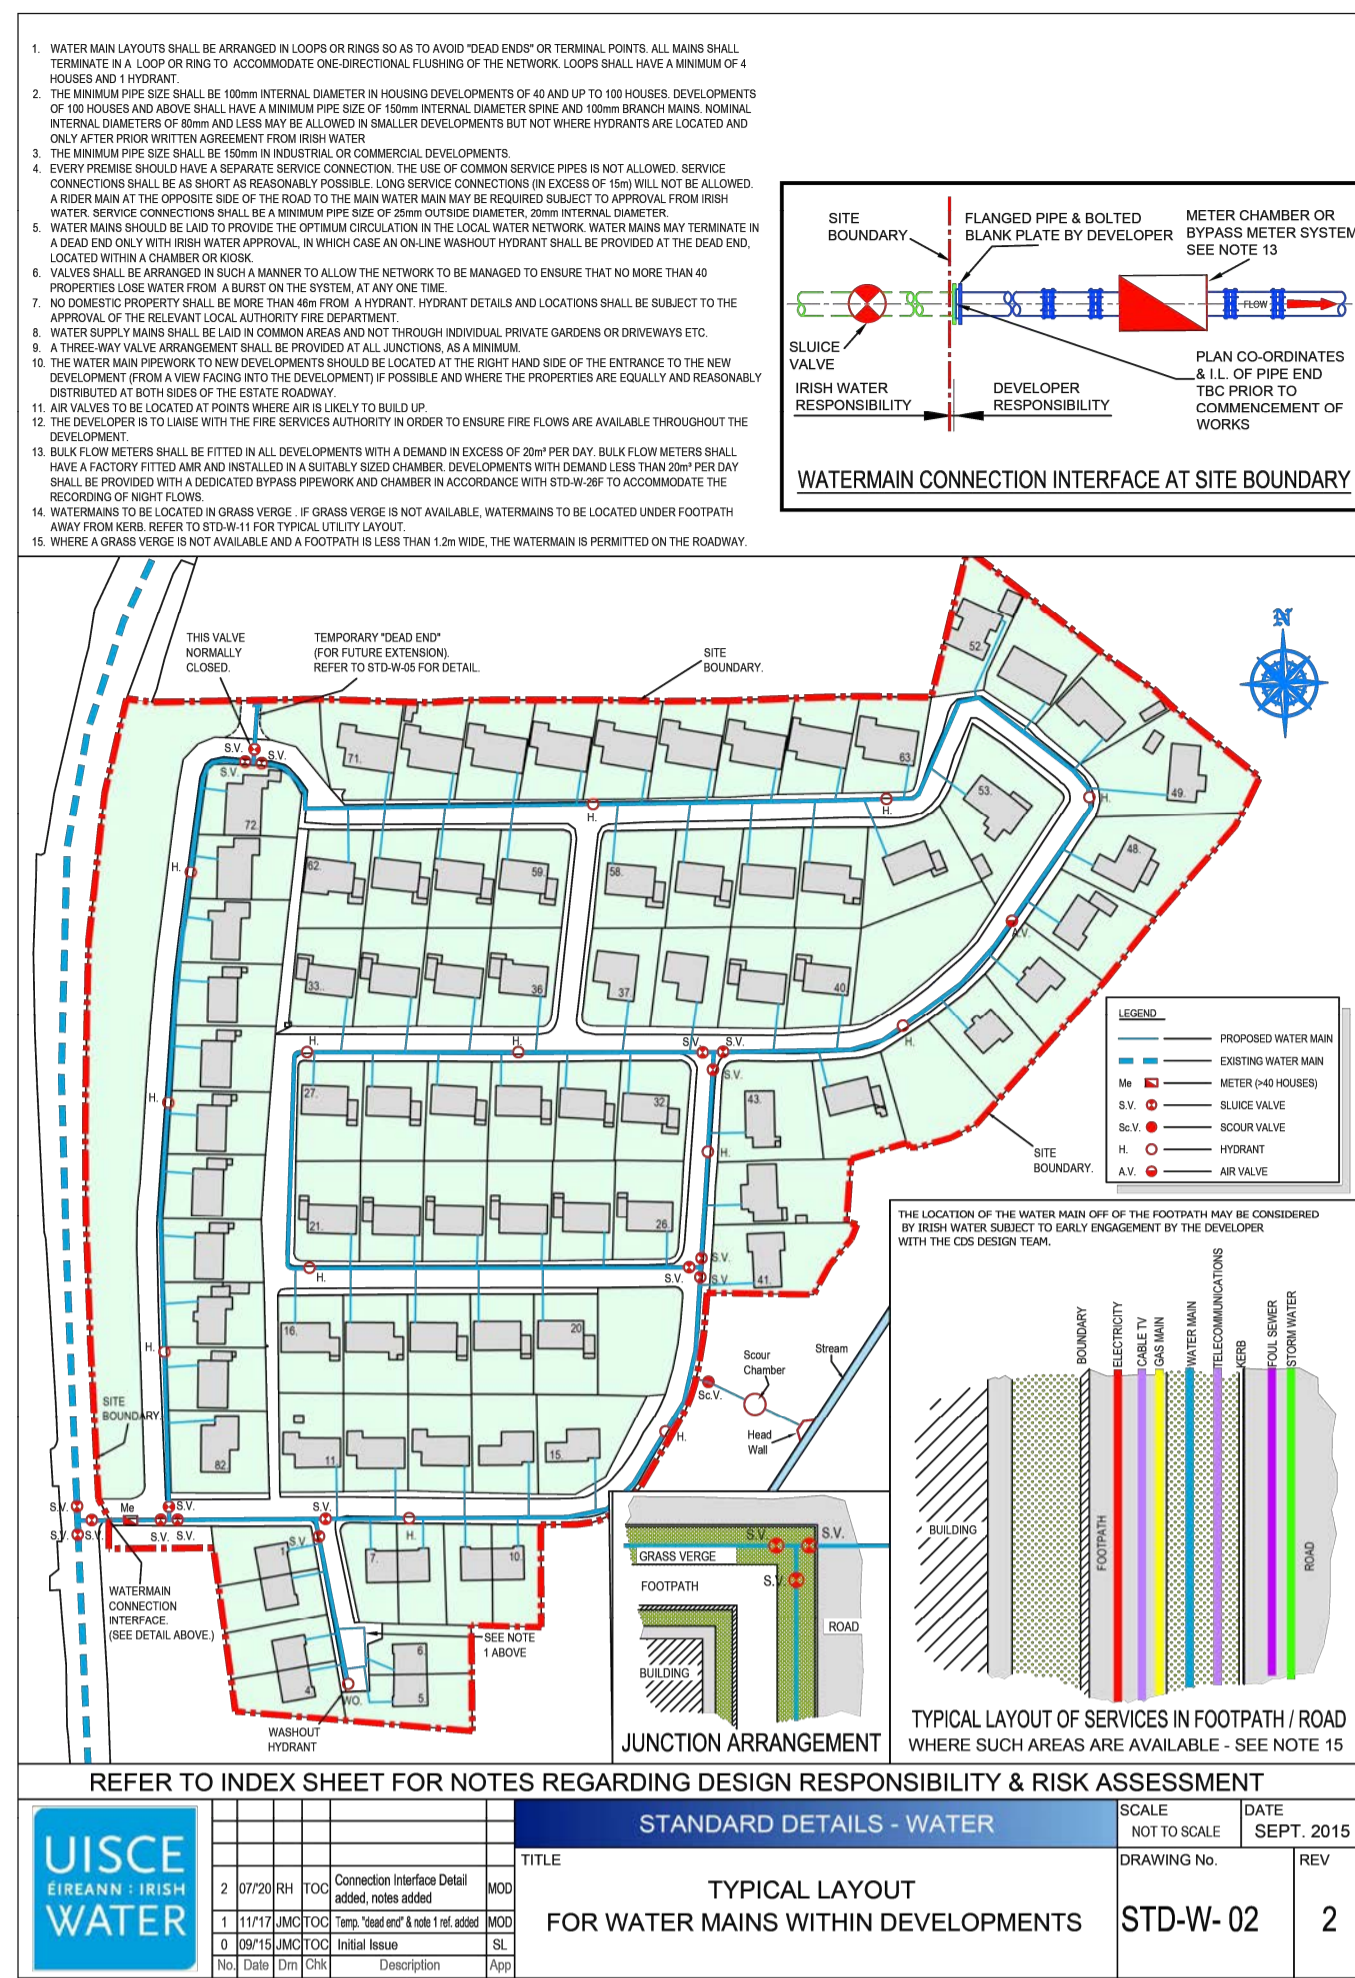 1. WATER MAIN LAYOUTS SHALL BE ARRANGED IN LOOPS OR RINGS SO AS TO AVOID "DEAD ENDS" OR TERMINAL POINTS. ALL MAINS SHALL
TERMINATE IN A LOOP OR RING TO ACCOMMODATE ONE-DIRECTIONAL FLUSHING OF THE NETWORK. LOOPS SHALL HAVE A MINIMUM OF 4
HOUSES AND 1 HYDRANT.
2. THE MINIMUM PIPE SIZE SHALL BE 100mm INTERNAL DIAMETER IN HOUSING DEVELOPMENTS OF 40 AND UP TO 100 HOUSES. DEVELOPMENTS
OF 100 HOUSES AND ABOVE SHALL HAVE A MINIMUM PIPE SIZE OF 150mm INTERNAL DIAMETER SPINE AND 100mm BRANCH MAINS. NOMINAL
INTERNAL DIAMETERS OF 80mm AND LESS MAY BE ALLOWED IN SMALLER DEVELOPMENTS BUT NOT WHERE HYDRANTS ARE LOCATED AND
ONLY AFTER PRIOR WRITTEN AGREEMENT FROM IRISH WATER
3. THE MINIMUM PIPE SIZE SHALL BE 150mm IN INDUSTRIAL OR COMMERCIAL DEVELOPMENTS.
4. EVERY PREMISE SHOULD HAVE A SEPARATE SERVICE CONNECTION. THE USE OF COMMON SERVICE PIPES IS NOT ALLOWED. SERVICE
CONNECTIONS SHALL BE AS SHORT AS REASONABLY POSSIBLE. LONG SERVICE CONNECTIONS (IN EXCESS OF 15m) WILL NOT BE ALLOWED.
A RIDER MAIN AT THE OPPOSITE SIDE OF THE ROAD TO THE MAIN WATER MAIN MAY BE REQUIRED SUBJECT TO APPROVAL FROM IRISH
WATER. SERVICE CONNECTIONS SHALL BE A MINIMUM PIPE SIZE OF 25mm OUTSIDE DIAMETER, 20mm INTERNAL DIAMETER.
5. WATER MAINS SHOULD BE LAID TO PROVIDE THE OPTIMUM CIRCULATION IN THE LOCAL WATER NETWORK. WATER MAINS MAY TERMINATE IN
A DEAD END ONLY WITH IRISH WATER APPROVAL, IN WHICH CASE AN ON-LINE WASHOUT HYDRANT SHALL BE PROVIDED AT THE DEAD END,
LOCATED WITHIN A CHAMBER OR KIOSK.
6. VALVES SHALL BE ARRANGED IN SUCH A MANNER TO ALLOW THE NETWORK TO BE MANAGED TO ENSURE THAT NO MORE THAN 40
PROPERTIES LOSE WATER FROM A BURST ON THE SYSTEM, AT ANY ONE TIME.
7. NO DOMESTIC PROPERTY SHALL BE MORE THAN 46m FROM A HYDRANT. HYDRANT DETAILS AND LOCATIONS SHALL BE SUBJECT TO THE
APPROVAL OF THE RELEVANT LOCAL AUTHORITY FIRE DEPARTMENT.
8. WATER SUPPLY MAINS SHALL BE LAID IN COMMON AREAS AND NOT THROUGH INDIVIDUAL PRIVATE GARDENS OR DRIVEWAYS ETC.
9. A THREE-WAY VALVE ARRANGEMENT SHALL BE PROVIDED AT ALL JUNCTIONS, AS A MINIMUM.
10. THE WATER MAIN PIPEWORK TO NEW DEVELOPMENTS SHOULD BE LOCATED AT THE RIGHT HAND SIDE OF THE ENTRANCE TO THE NEW
DEVELOPMENT (FROM A VIEW FACING INTO THE DEVELOPMENT) IF POSSIBLE AND WHERE THE PROPERTIES ARE EQUALLY AND REASONABLY
DISTRIBUTED AT BOTH SIDES OF THE ESTATE ROADWAY.
11. AIR VALVES TO BE LOCATED AT POINTS WHERE AIR IS LIKELY TO BUILD UP.
12. THE DEVELOPER IS TO LIAISE WITH THE FIRE SERVICES AUTHORITY IN ORDER TO ENSURE FIRE FLOWS ARE AVAILABLE THROUGHOUT THE
DEVELOPMENT.
13. BULK FLOW METERS SHALL BE FITTED IN ALL DEVELOPMENTS WITH A DEMAND IN EXCESS OF 20m³ PER DAY. BULK FLOW METERS SHALL
HAVE A FACTORY FITTED AMR AND INSTALLED IN A SUITABLY SIZED CHAMBER. DEVELOPMENTS WITH DEMAND LESS THAN 20m³ PER DAY
SHALL BE PROVIDED WITH A DEDICATED BYPASS PIPEWORK AND CHAMBER IN ACCORDANCE WITH STD-W-26F TO ACCOMMODATE THE
RECORDING OF NIGHT FLOWS.
14. WATERMAINS TO BE LOCATED IN GRASS VERGE . IF GRASS VERGE IS NOT AVAILABLE, WATERMAINS TO BE LOCATED UNDER FOOTPATH
AWAY FROM KERB. REFER TO STD-W-11 FOR TYPICAL UTILITY LAYOUT.
15. WHERE A GRASS VERGE IS NOT AVAILABLE AND A FOOTPATH IS LESS THAN 1.2m WIDE, THE WATERMAIN IS PERMITTED ON THE ROADWAY.
SITE
BOUNDARY
FLANGED PIPE & BOLTED
BLANK PLATE BY DEVELOPER
METER CHAMBER OR
BYPASS METER SYSTEM
SEE NOTE 13
FLOW
SLUICE
VALVE
IRISH WATER
RESPONSIBILITY
DEVELOPER
RESPONSIBILITY
PLAN CO-ORDINATES
& I.L. OF PIPE END
TBC PRIOR TO
COMMENCEMENT OF
WORKS
WATERMAIN CONNECTION INTERFACE AT SITE BOUNDARY
THIS VALVE
NORMALLY
CLOSED.
TEMPORARY "DEAD END"
(FOR FUTURE EXTENSION).
REFER TO STD-W-05 FOR DETAIL.
SITE
BOUNDARY.
N
52.
S.V.
S.V.
S.V.
71.
63.
53.
49.
H.
72
H.
H.
48.
H.
62.
59.
58.
A.V.
33.
36
37.
40.
H.
H.
H.
S.V.
S.V.
S.V.
27.
32.
43.
H.
H.
SITE
BOUNDARY.
21.
26.
S.V.
S.V.
S.V.
41.
H.
16.
20
H.
Scour
Chamber
Stream
Sc.V.
Head
Wall
H.
SITE
BOUNDARY.
82
11.
15.
S.V.
S.V.
S.V.
Me
S.V.
S.V.
S.V.
S.V.
S.V.
H.
1.
7.
10.
WATERMAIN
CONNECTION
INTERFACE.
(SEE DETAIL ABOVE.)
SEE NOTE
1 ABOVE
4.
6.
5.
WO.
WASHOUT
HYDRANT
LEGEND
PROPOSED WATER MAIN
EXISTING WATER MAIN
Me METER (>40 HOUSES)
S.V. SLUICE VALVE
Sc.V. SCOUR VALVE
H. HYDRANT
A.V. AIR VALVE
S.V.
S.V.
S.V.
GRASS VERGE
FOOTPATH
ROAD
BUILDING
JUNCTION ARRANGEMENT
THE LOCATION OF THE WATER MAIN OFF OF THE FOOTPATH MAY BE CONSIDERED
BY IRISH WATER SUBJECT TO EARLY ENGAGEMENT BY THE DEVELOPER
WITH THE CDS DESIGN TEAM.
BOUNDARY
ELECTRICITY
CABLE TV
GAS MAIN
WATER MAIN
TELECOMMUNICATIONS
KERB
FOUL SEWER
STORM WATER
BUILDING
FOOTPATH
ROAD
TYPICAL LAYOUT OF SERVICES IN FOOTPATH / ROAD
WHERE SUCH AREAS ARE AVAILABLE - SEE NOTE 15
REFER TO INDEX SHEET FOR NOTES REGARDING DESIGN RESPONSIBILITY & RISK ASSESSMENT
UISCE
ÉIREANN : IRISH
WATER
2 07/'20 RH TOC Connection Interface Detail added, notes added MOD
1 11/'17 JMC TOC Temp. "dead end" & note 1 ref. added MOD
0 09/'15 JMC TOC Initial Issue SL
No. Date Drn Chk Description App
STANDARD DETAILS - WATER
TITLE
TYPICAL LAYOUT
FOR WATER MAINS WITHIN DEVELOPMENTS
SCALE
NOT TO SCALE
DATE
SEPT. 2015
DRAWING No.
STD-W- 02
REV
2